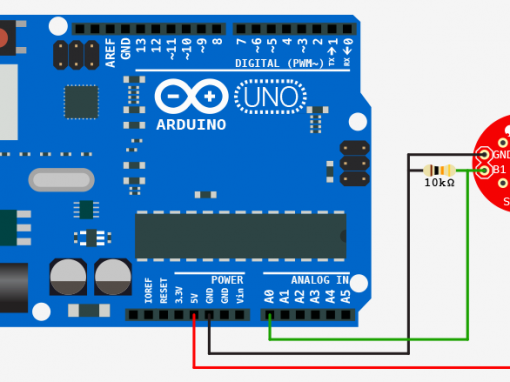 AREF
GND
13
12
~11
~10
~9
8
7
~6
~5
4
~3
2
TX→1
RX←0
DIGITAL (PWM~)
UNO
ARDUINO
GND
B1
10kΩ
S
POWER
ANALOG IN
IOREF
RESET
3.3V
5V
GND
GND
Vin
A0
A1
A2
A3
A4
A5